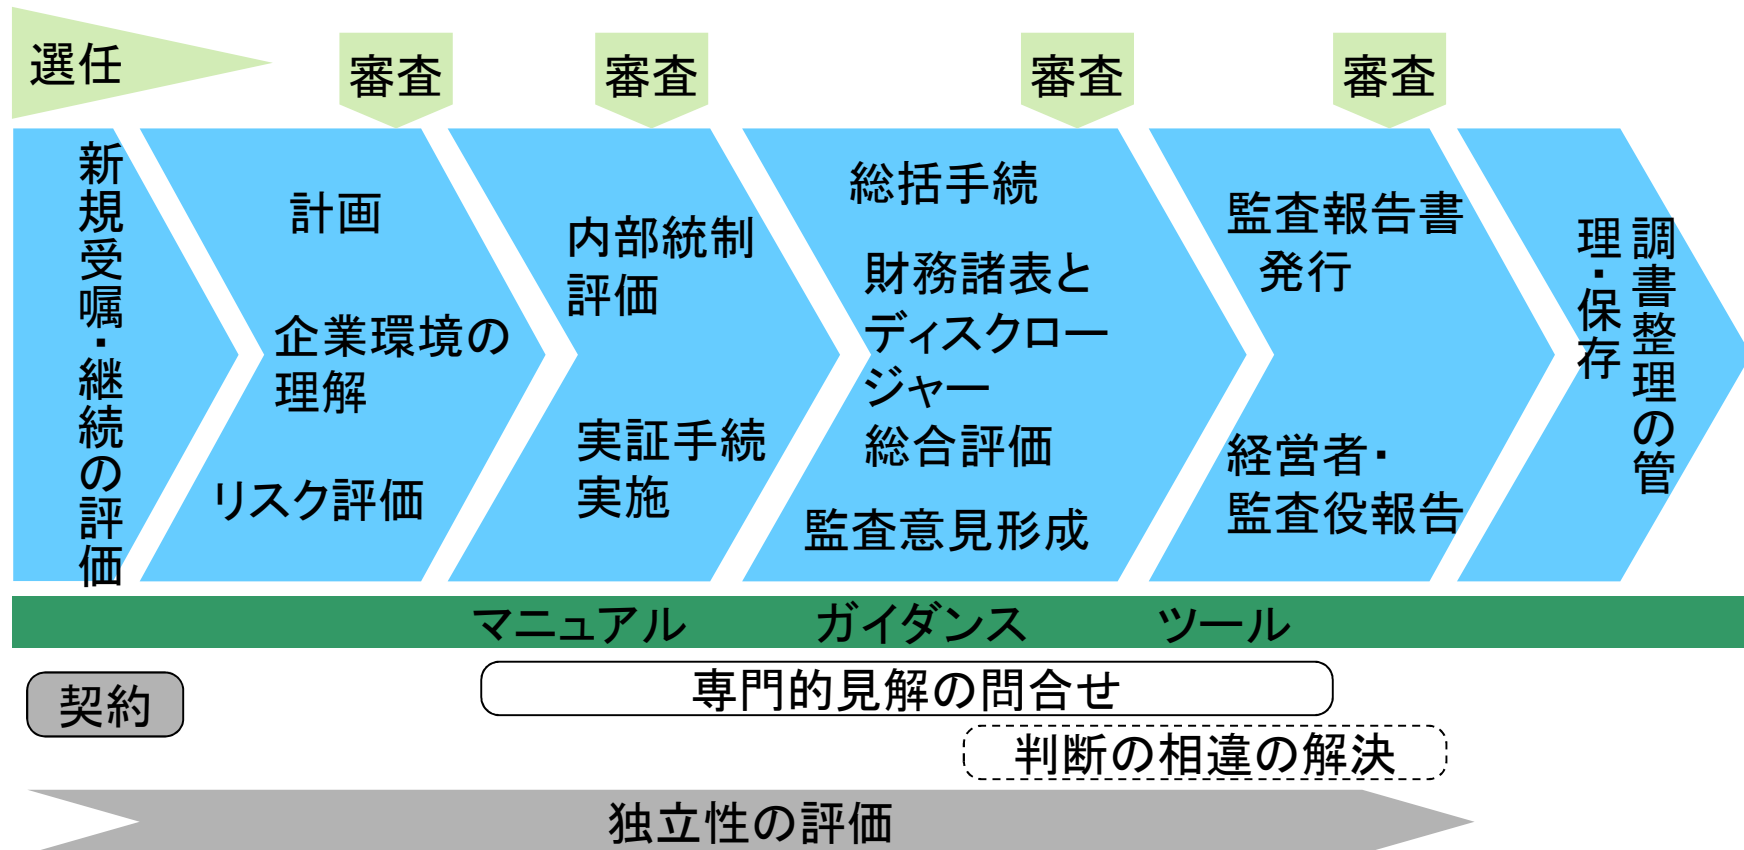 選任
審査
審査
審査
審査
新規受嘱・継続の評価
計画
企業環境の
理解
リスク評価
内部統制
評価
実証手続
実施
総括手続
財務諸表と
ディスクロー
ジャー
総合評価
監査意見形成
監査報告書
発行
経営者・
監査役報告
調書整理の管
理・保存
マニュアル
ガイダンス
ツール
契約
専門的見解の問合せ
判断の相違の解決
独立性の評価